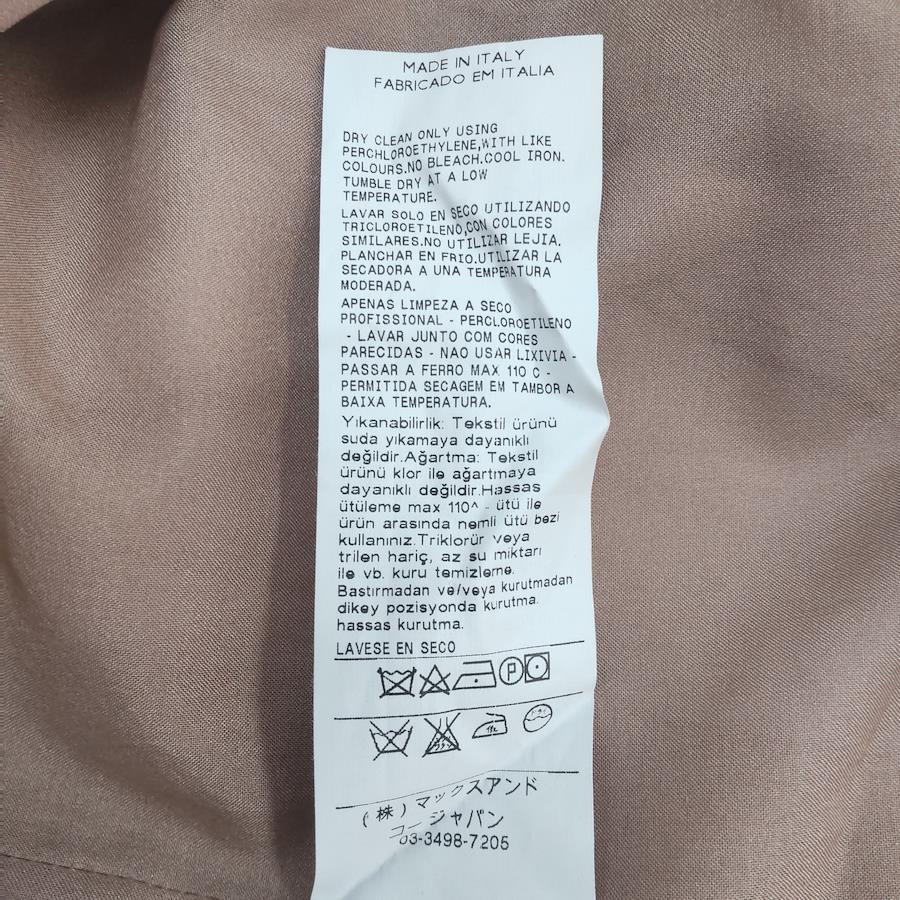 MADE IN ITALY
FABRICADO EM ITALIA
DRY CLEAN ONLY USING
PERCHLOROETHYLENE,WITH LIKE
COLOURS.NO BLEACH.COOL IRON.
TUMBLE DRY AT A LOW
TEMPERATURE.
LAVAR SOLO EN SECO UTILIZANDO
TRICLOROETILENO,CON COLORES
SIMILARES.NO UTILIZAR LEJIA.
PLANCHAR EN FRIO.UTILIZAR LA
SECADORA A UNA TEMPERATURA
MODERADA.
APENAS LIMPEZA A SECO
PROFISSIONAL - PERCLOROETILENO
- LAVAR JUNTO COM CORES
PARECIDAS - NAO USAR LIXIVIA -
PASSAR A FERRO MAX 110 C -
PERMITIDA SECAGEM EM TAMBOR A
BAIXA TEMPERATURA.
Yıkanabilirlik: Tekstil ürünü
suda yıkamaya dayanıklı
değildir.Ağartma: Tekstil
ürünü klor ile ağartmaya
dayanıklı değildir.Hassas
ütüleme max 110^ - ütü ile
ürün arasında nemli ütü bezi
kullanınız.Triklorür veya
trilen hariç, az su miktarı
ile vb. kuru temizleme.
Bastırmadan ve/veya kurutmadan
dikey pozisyonda kurutma.
hassas kurutma.
LAVESE EN SECO
P
(株)マックスアンド
コージャパン
03-3498-7205